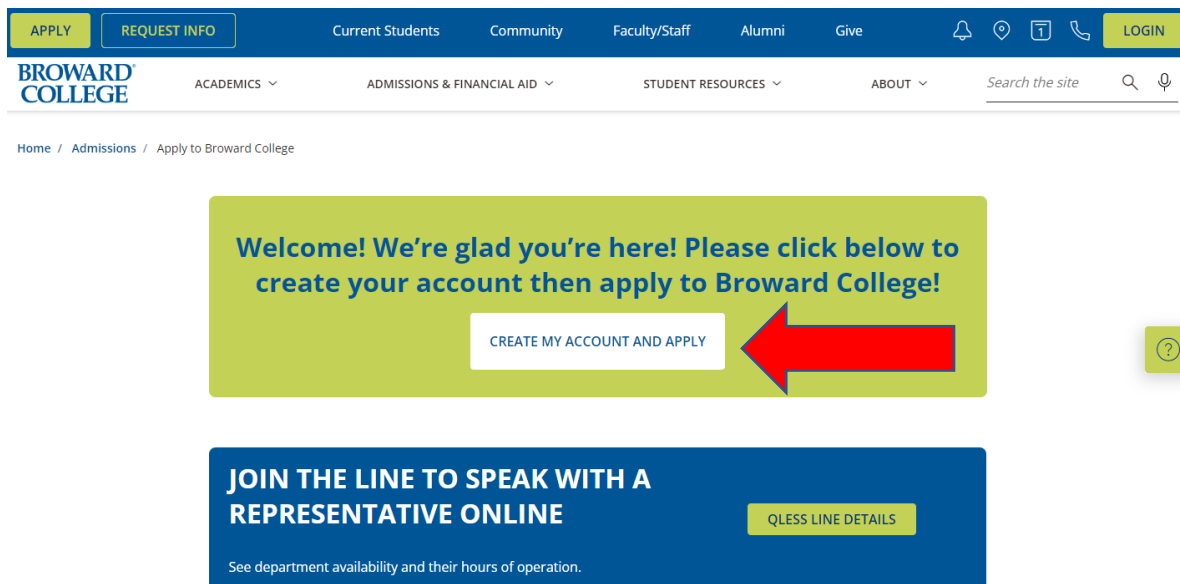 APPLY REQUEST INFO Current Students Community Faculty/Staff Alumni Give 1 LOGIN
BROWARD®
COLLEGE
ACADEMICS ADMISSIONS & FINANCIAL AID STUDENT RESOURCES ABOUT Search the site
Home / Admissions / Apply to Broward College
Welcome! We’re glad you’re here! Please click below to
create your account then apply to Broward College!
CREATE MY ACCOUNT AND APPLY
?
JOIN THE LINE TO SPEAK WITH A
REPRESENTATIVE ONLINE
QLESS LINE DETAILS
See department availability and their hours of operation.